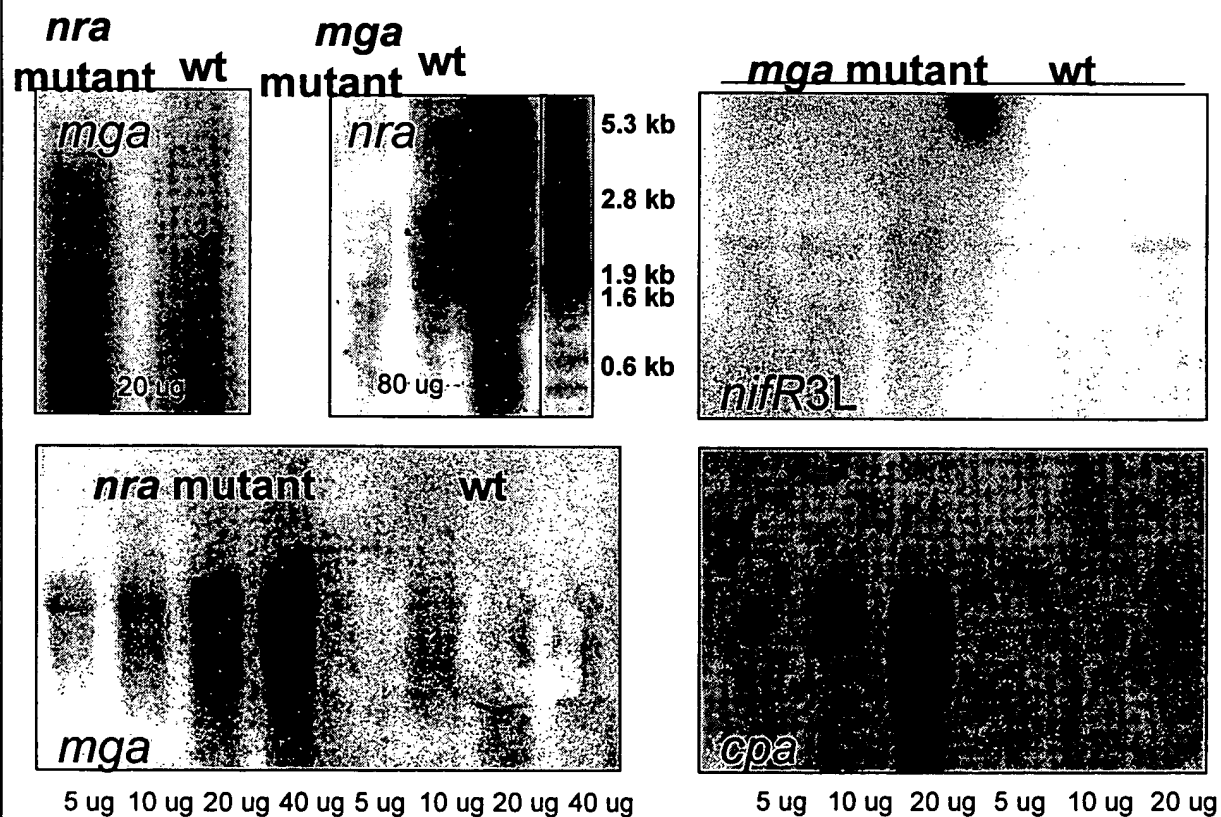 nra
mutant wt
mga
20 ug
mga
mutant wt
nra
80 ug
5.3 kb
2.8 kb
1.9 kb
1.6 kb
0.6 kb
mga mutant wt
nifR3L
nra mutant wt
mga
5 ug 10 ug 20 ug 40 ug 5 ug 10 ug 20 ug 40 ug
cpa
5 ug 10 ug 20 ug 5 ug 10 ug 20 ug